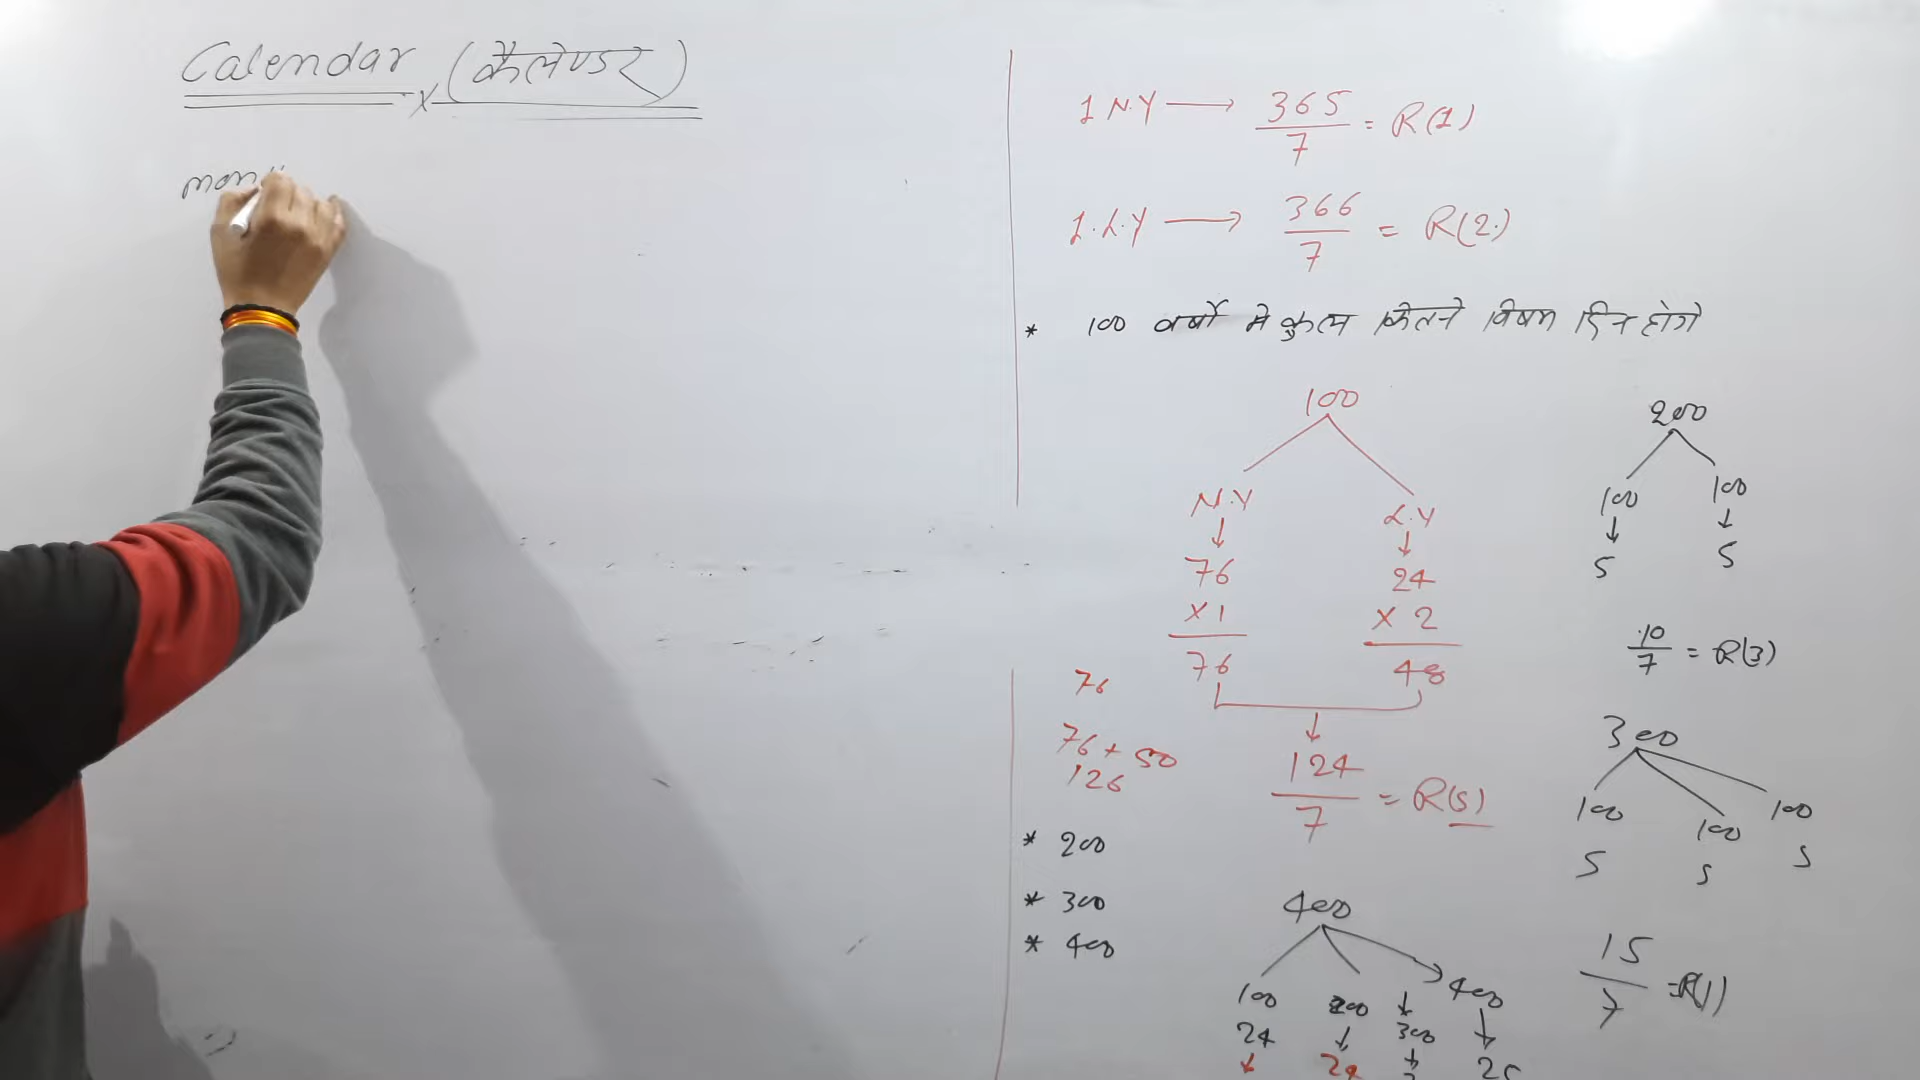 Calendar (कैलेण्डर)
mon
1 N.Y → 365/7 = R(1)
1.L.Y → 366/7 = R(2)
* 100 वर्षो मे कुल कितने विषम दिन होगे
100
N.Y L.Y
↓ ↓
76 24
×1 × 2
76 48
↓
124/7 = R(5)
76
76 + 50
126
* 200
* 300
* 400
200
100 100
↓ ↓
5 5
10/7 = R(3)
300
100 100 100
5 5 5
15/7 = R(1)
400
100 200 ↓ 400
24 ↓ 300 ↓
↓ 24 ↓ 25